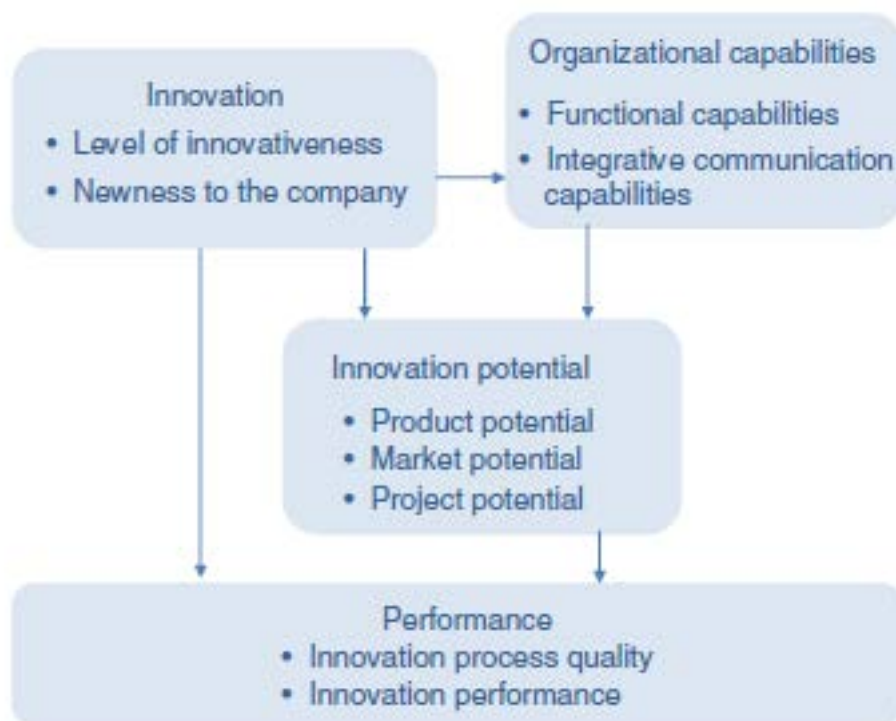 Innovation
• Level of innovativeness
• Newness to the company
Organizational capabilities
• Functional capabilities
• Integrative communication
capabilities
Innovation potential
• Product potential
• Market potential
• Project potential
Performance
• Innovation process quality
• Innovation performance